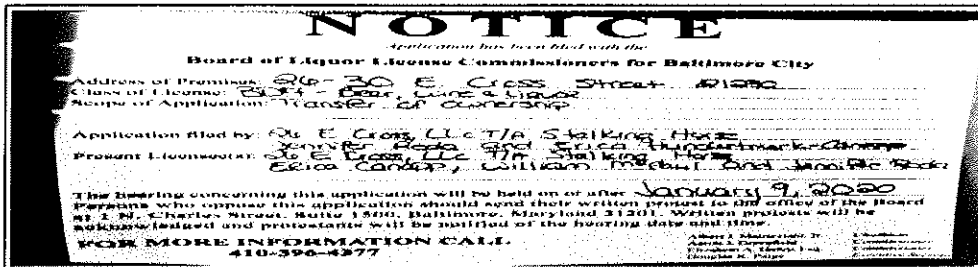 NOTICE
Application has been filed with the
Board of Liquor License Commissioners for Baltimore City
Address of Premises: 26-30 E. Cross Street 21230
Class of License: Beer, Wine & Liquor
Scope of Application: Transfer of ownership
Application filed by: 26 E Cross, LLC T/A Stalking Horse
Jennifer Reda and Erica
Present Licensee(s): 26 E Cross, LLC T/A Stalking Horse
Erica William and Jennifer Reda
The hearing concerning this application will be held on or after January 9, 2020
Persons who oppose this application should send their written protest to the office of the Board
at 1 N. Charles Street, Suite 1500, Baltimore, Maryland 21201. Written protests will be
acknowledged and protestants will be notified of the hearing date and time.
FOR MORE INFORMATION CALL
410-396-4377